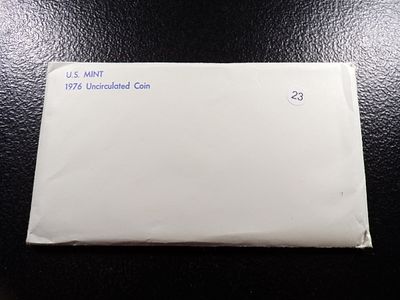 U.S. MINT
1976 Uncirculated Coin
23